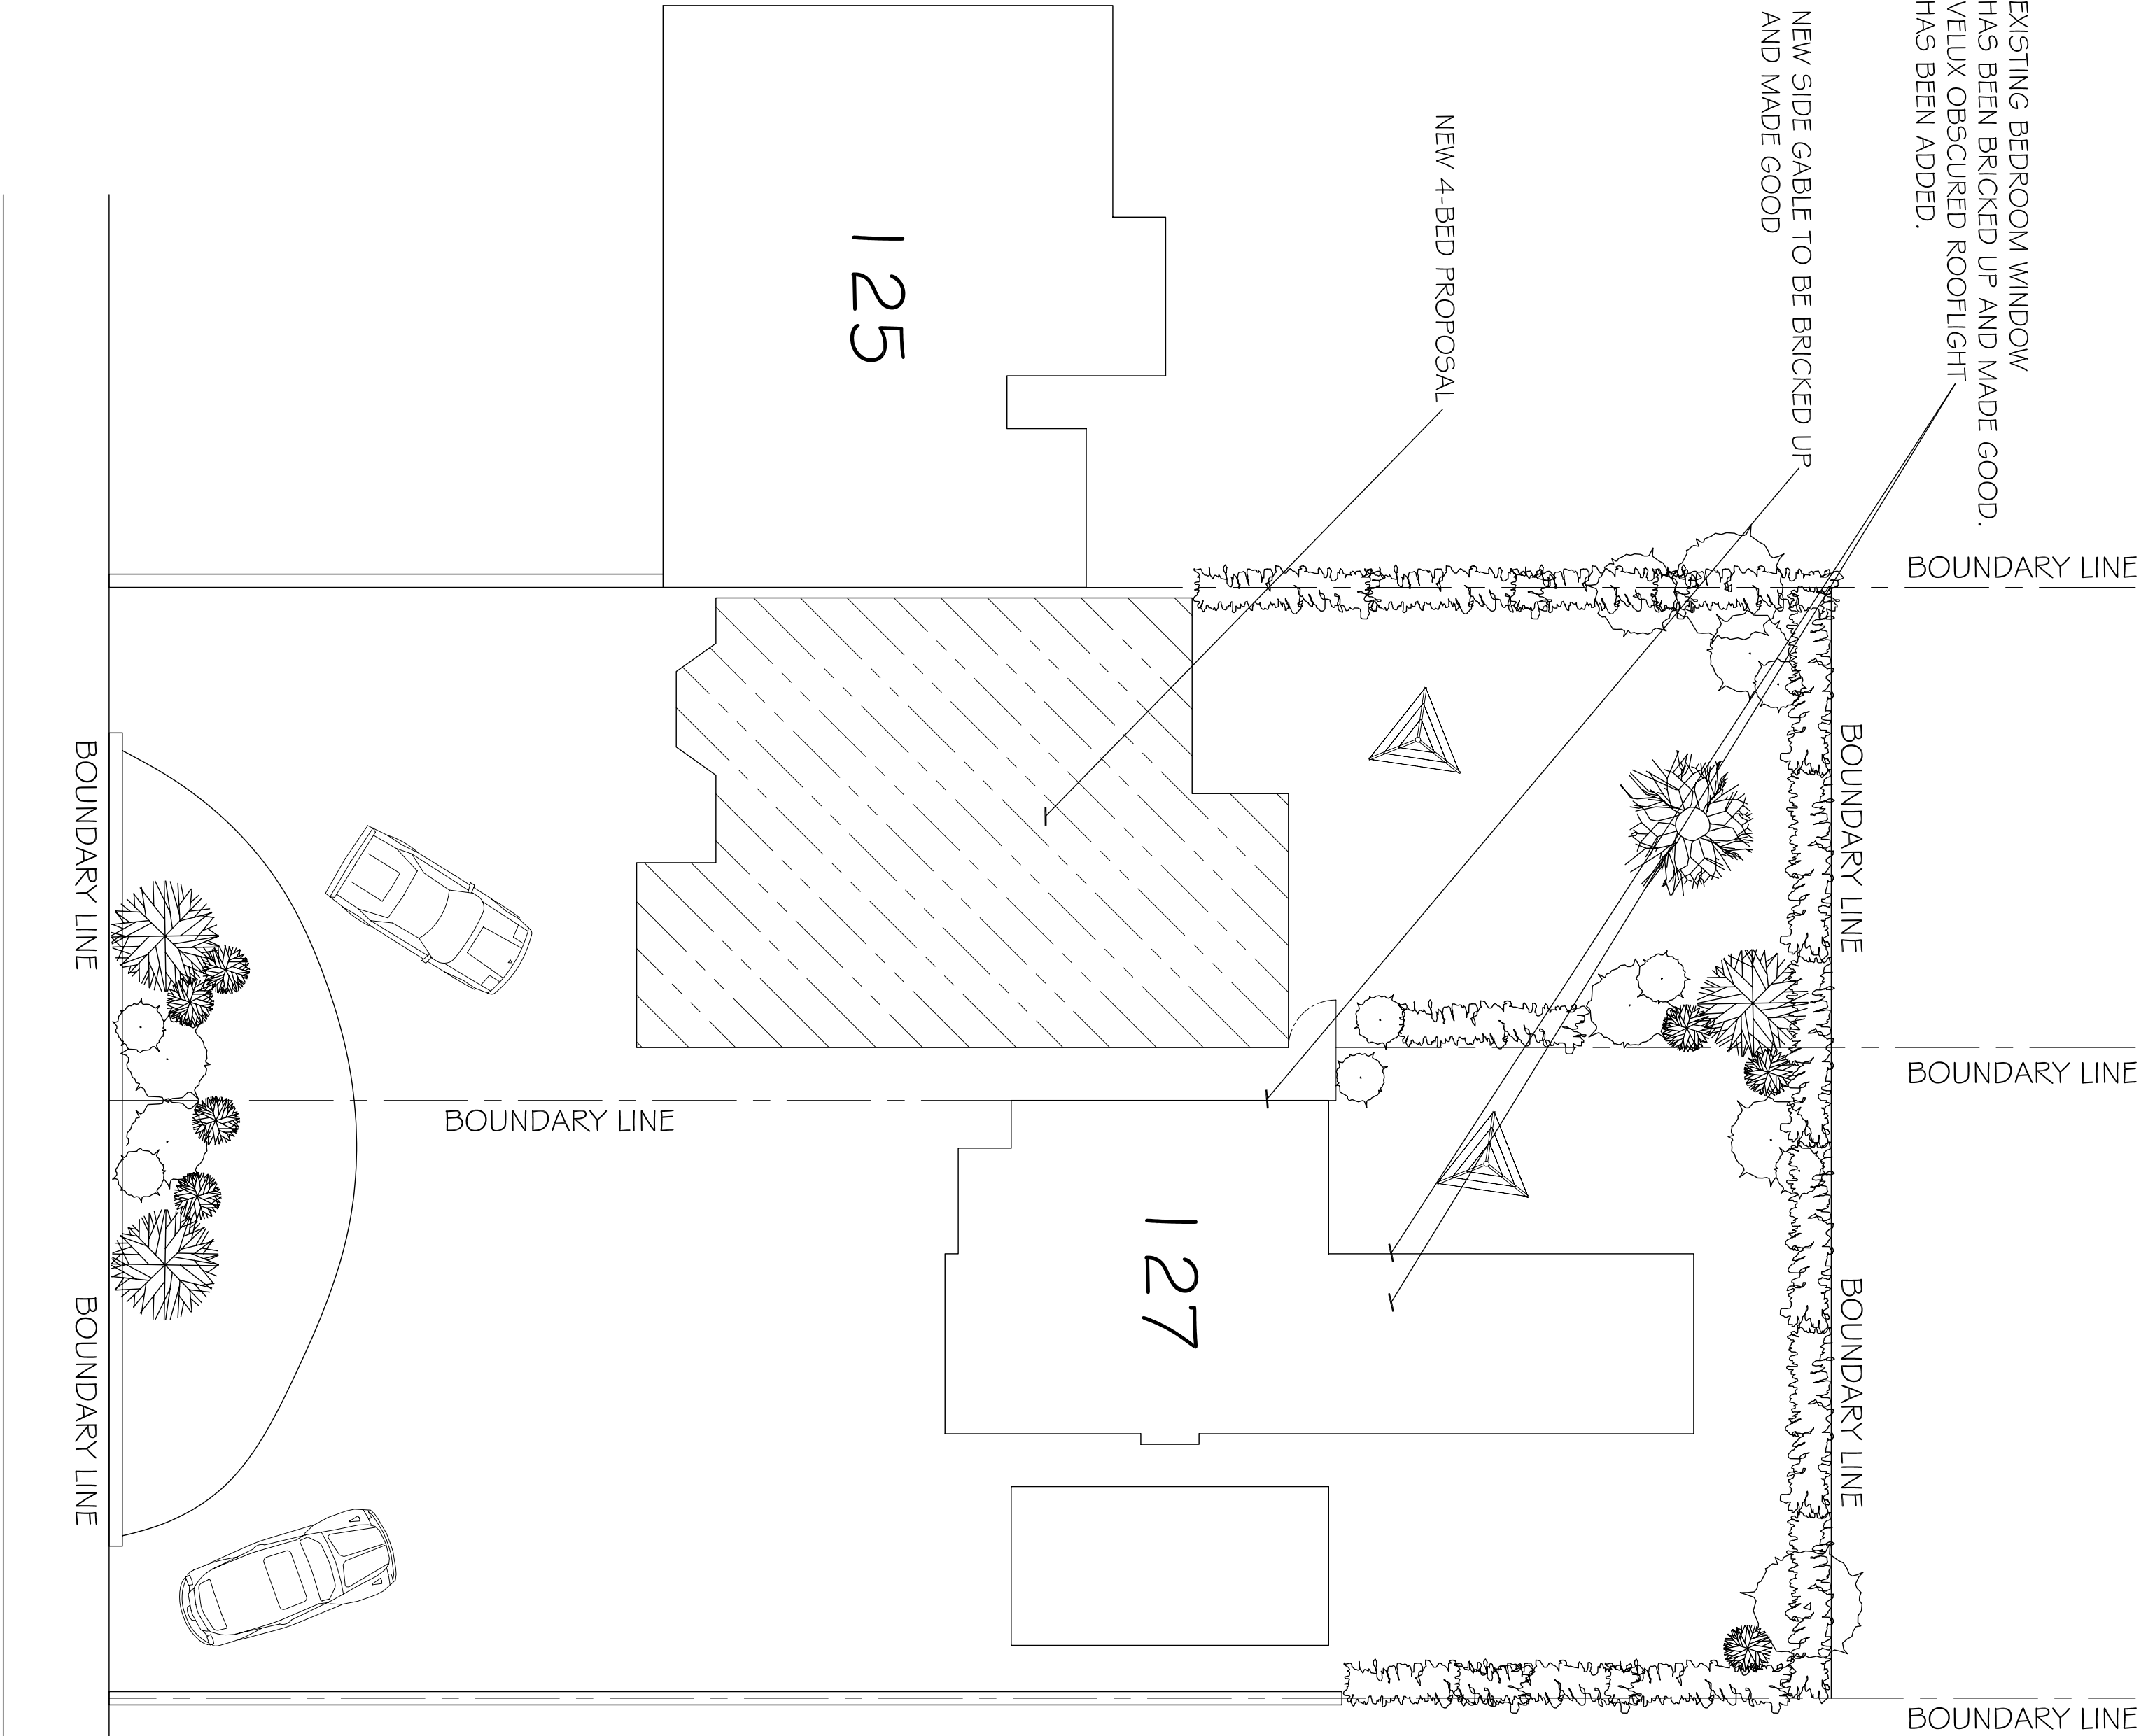 EXISTING BEDROOM WINDOW
HAS BEEN BRICKED UP AND MADE GOOD.
VELUX OBSCURED ROOFLIGHT
HAS BEEN ADDED.
NEW SIDE GABLE TO BE BRICKED UP
AND MADE GOOD
NEW 4-BED PROPOSAL
125
BOUNDARY LINE
BOUNDARY LINE
BOUNDARY LINE
BOUNDARY LINE
BOUNDARY LINE
127
BOUNDARY LINE
BOUNDARY LINE
BOUNDARY LINE